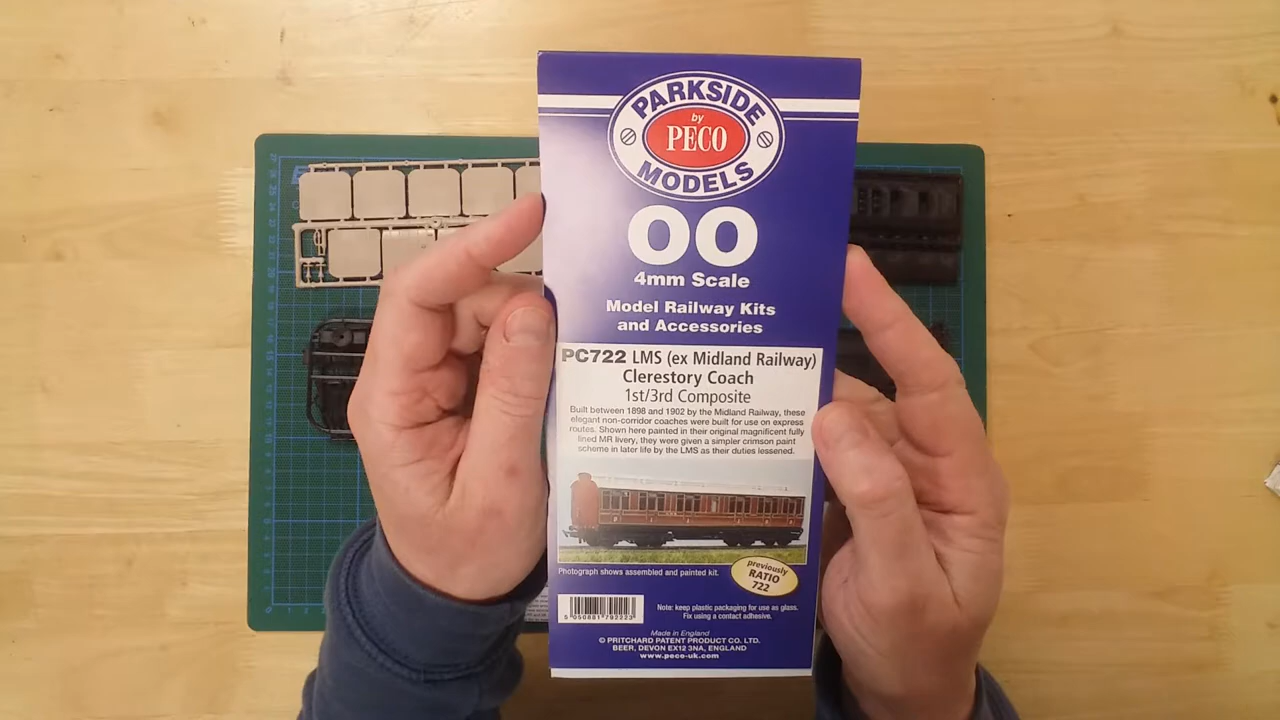 PARKSIDE
by
PECO
MODELS
OO
4mm Scale
Model Railway Kits
and Accessories
PC722 LMS (ex Midland Railway)
Clerestory Coach
1st/3rd Composite
Built between 1898 and 1902 by the Midland Railway, these
elegant non-corridor coaches were built for use on express
routes. Shown here painted in their original magnificent fully
lined MR livery, they were given a simpler crimson paint
scheme in later life by the LMS as their duties lessened.
previously
RATIO
722
Photograph shows assembled and painted kit.
5 050881 792223
Note: keep plastic packaging for use as glass.
Fix using a contact adhesive.
Made in England
© PRITCHARD PATENT PRODUCT CO. LTD.
BEER, DEVON EX12 3NA, ENGLAND
www.peco-uk.com